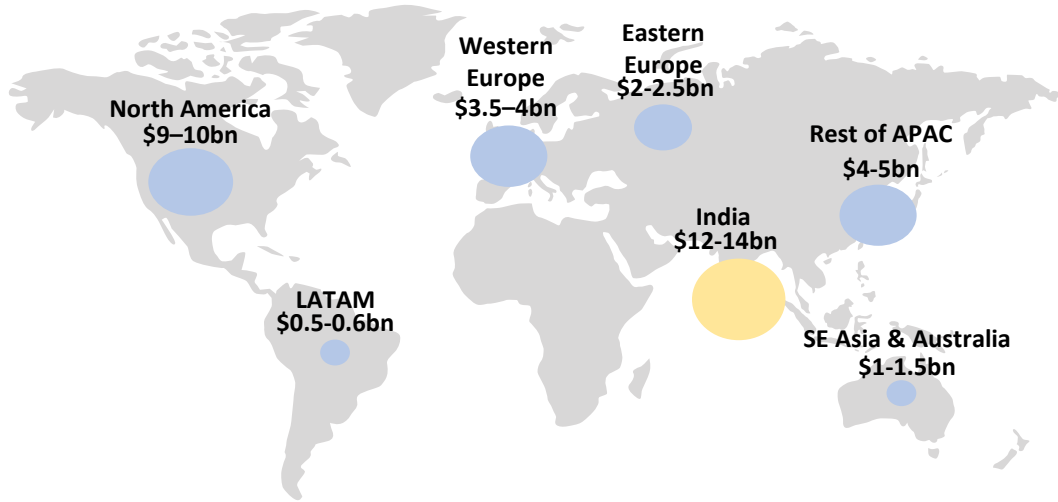 North America
$9–10bn
Western
Europe
$3.5–4bn
Eastern
Europe
$2-2.5bn
Rest of APAC
$4-5bn
India
$12-14bn
LATAM
$0.5-0.6bn
SE Asia & Australia
$1-1.5bn